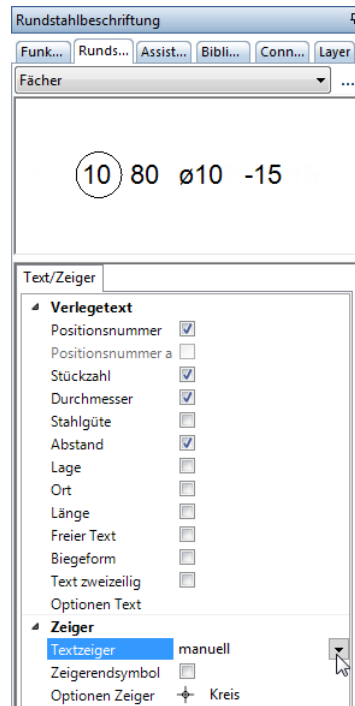 Rundstahlbeschriftung
Funk... Runds... Assist... Bibli... Conn... Layer
Fächer ...
10 80 ø10 -15
Text/Zeiger
Verlegetext
Positionsnummer
Positionsnummer a
Stückzahl
Durchmesser
Stahlgüte
Abstand
Lage
Ort
Länge
Freier Text
Biegeform
Text zweizeilig
Optionen Text
Zeiger
Textzeiger manuell
Zeigerendsymbol
Optionen Zeiger Kreis